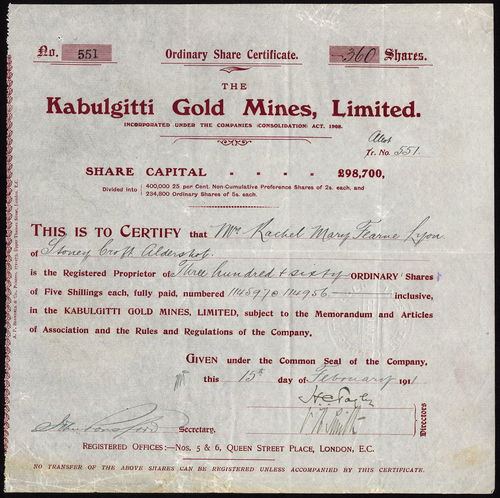 No. 551 Ordinary Share Certificate. 360 Shares.
THE
Kabulgitti Gold Mines, Limited.
INCORPORATED UNDER THE COMPANIES (CONSOLIDATION) ACT, 1908.
Allot
Tr. No. 551
SHARE CAPITAL - - - - £98,700,
Divided into 400,000 25 per Cent. Non-Cumulative Preference Shares of 2s. each, and
234,800 Ordinary Shares of 5s. each.
THIS IS TO CERTIFY that Mrs Rachel Mary Fearne Lyon
of Stoney Croft Aldershot
is the Registered Proprietor of Three hundred & sixty ORDINARY Shares
of Five Shillings each, fully paid, numbered 114597 to 114956 inclusive,
in the KABULGITTI GOLD MINES, LIMITED, subject to the Memorandum and Articles
of Association and the Rules and Regulations of the Company.
GIVEN under the Common Seal of the Company,
this 15th day of February 1911
Directors
Secretary.
REGISTERED OFFICES:—Nos. 5 & 6, QUEEN STREET PLACE, LONDON, E.C.
NO TRANSFER OF THE ABOVE SHARES CAN BE REGISTERED UNLESS ACCOMPANIED BY THIS CERTIFICATE.